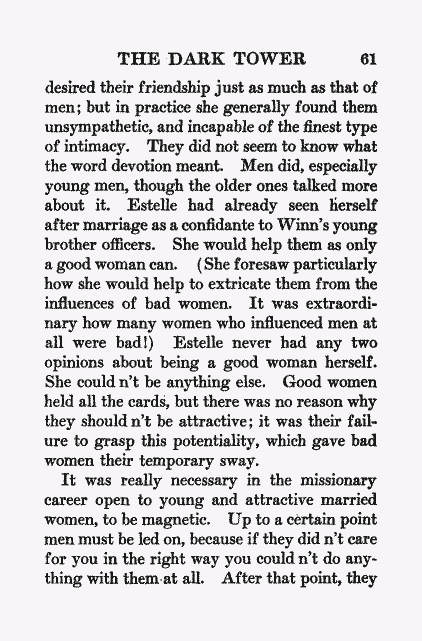 THE DARK TOWER 61
desired their friendship just as much as that of
men; but in practice she generally found them
unsympathetic, and incapable of the finest type
of intimacy. They did not seem to know what
the word devotion meant. Men did, especially
young men, though the older ones talked more
about it. Estelle had already seen herself
after marriage as a confidante to Winn's young
brother officers. She would help them as only
a good woman can. (She foresaw particularly
how she would help to extricate them from the
influences of bad women. It was extraordi-
nary how many women who influenced men at
all were bad!) Estelle never had any two
opinions about being a good woman herself.
She could n't be anything else. Good women
held all the cards, but there was no reason why
they should n't be attractive; it was their fail-
ure to grasp this potentiality, which gave bad
women their temporary sway.
It was really necessary in the missionary
career open to young and attractive married
women, to be magnetic. Up to a certain point
men must be led on, because if they did n't care
for you in the right way you could n't do any-
thing with them at all. After that point, they